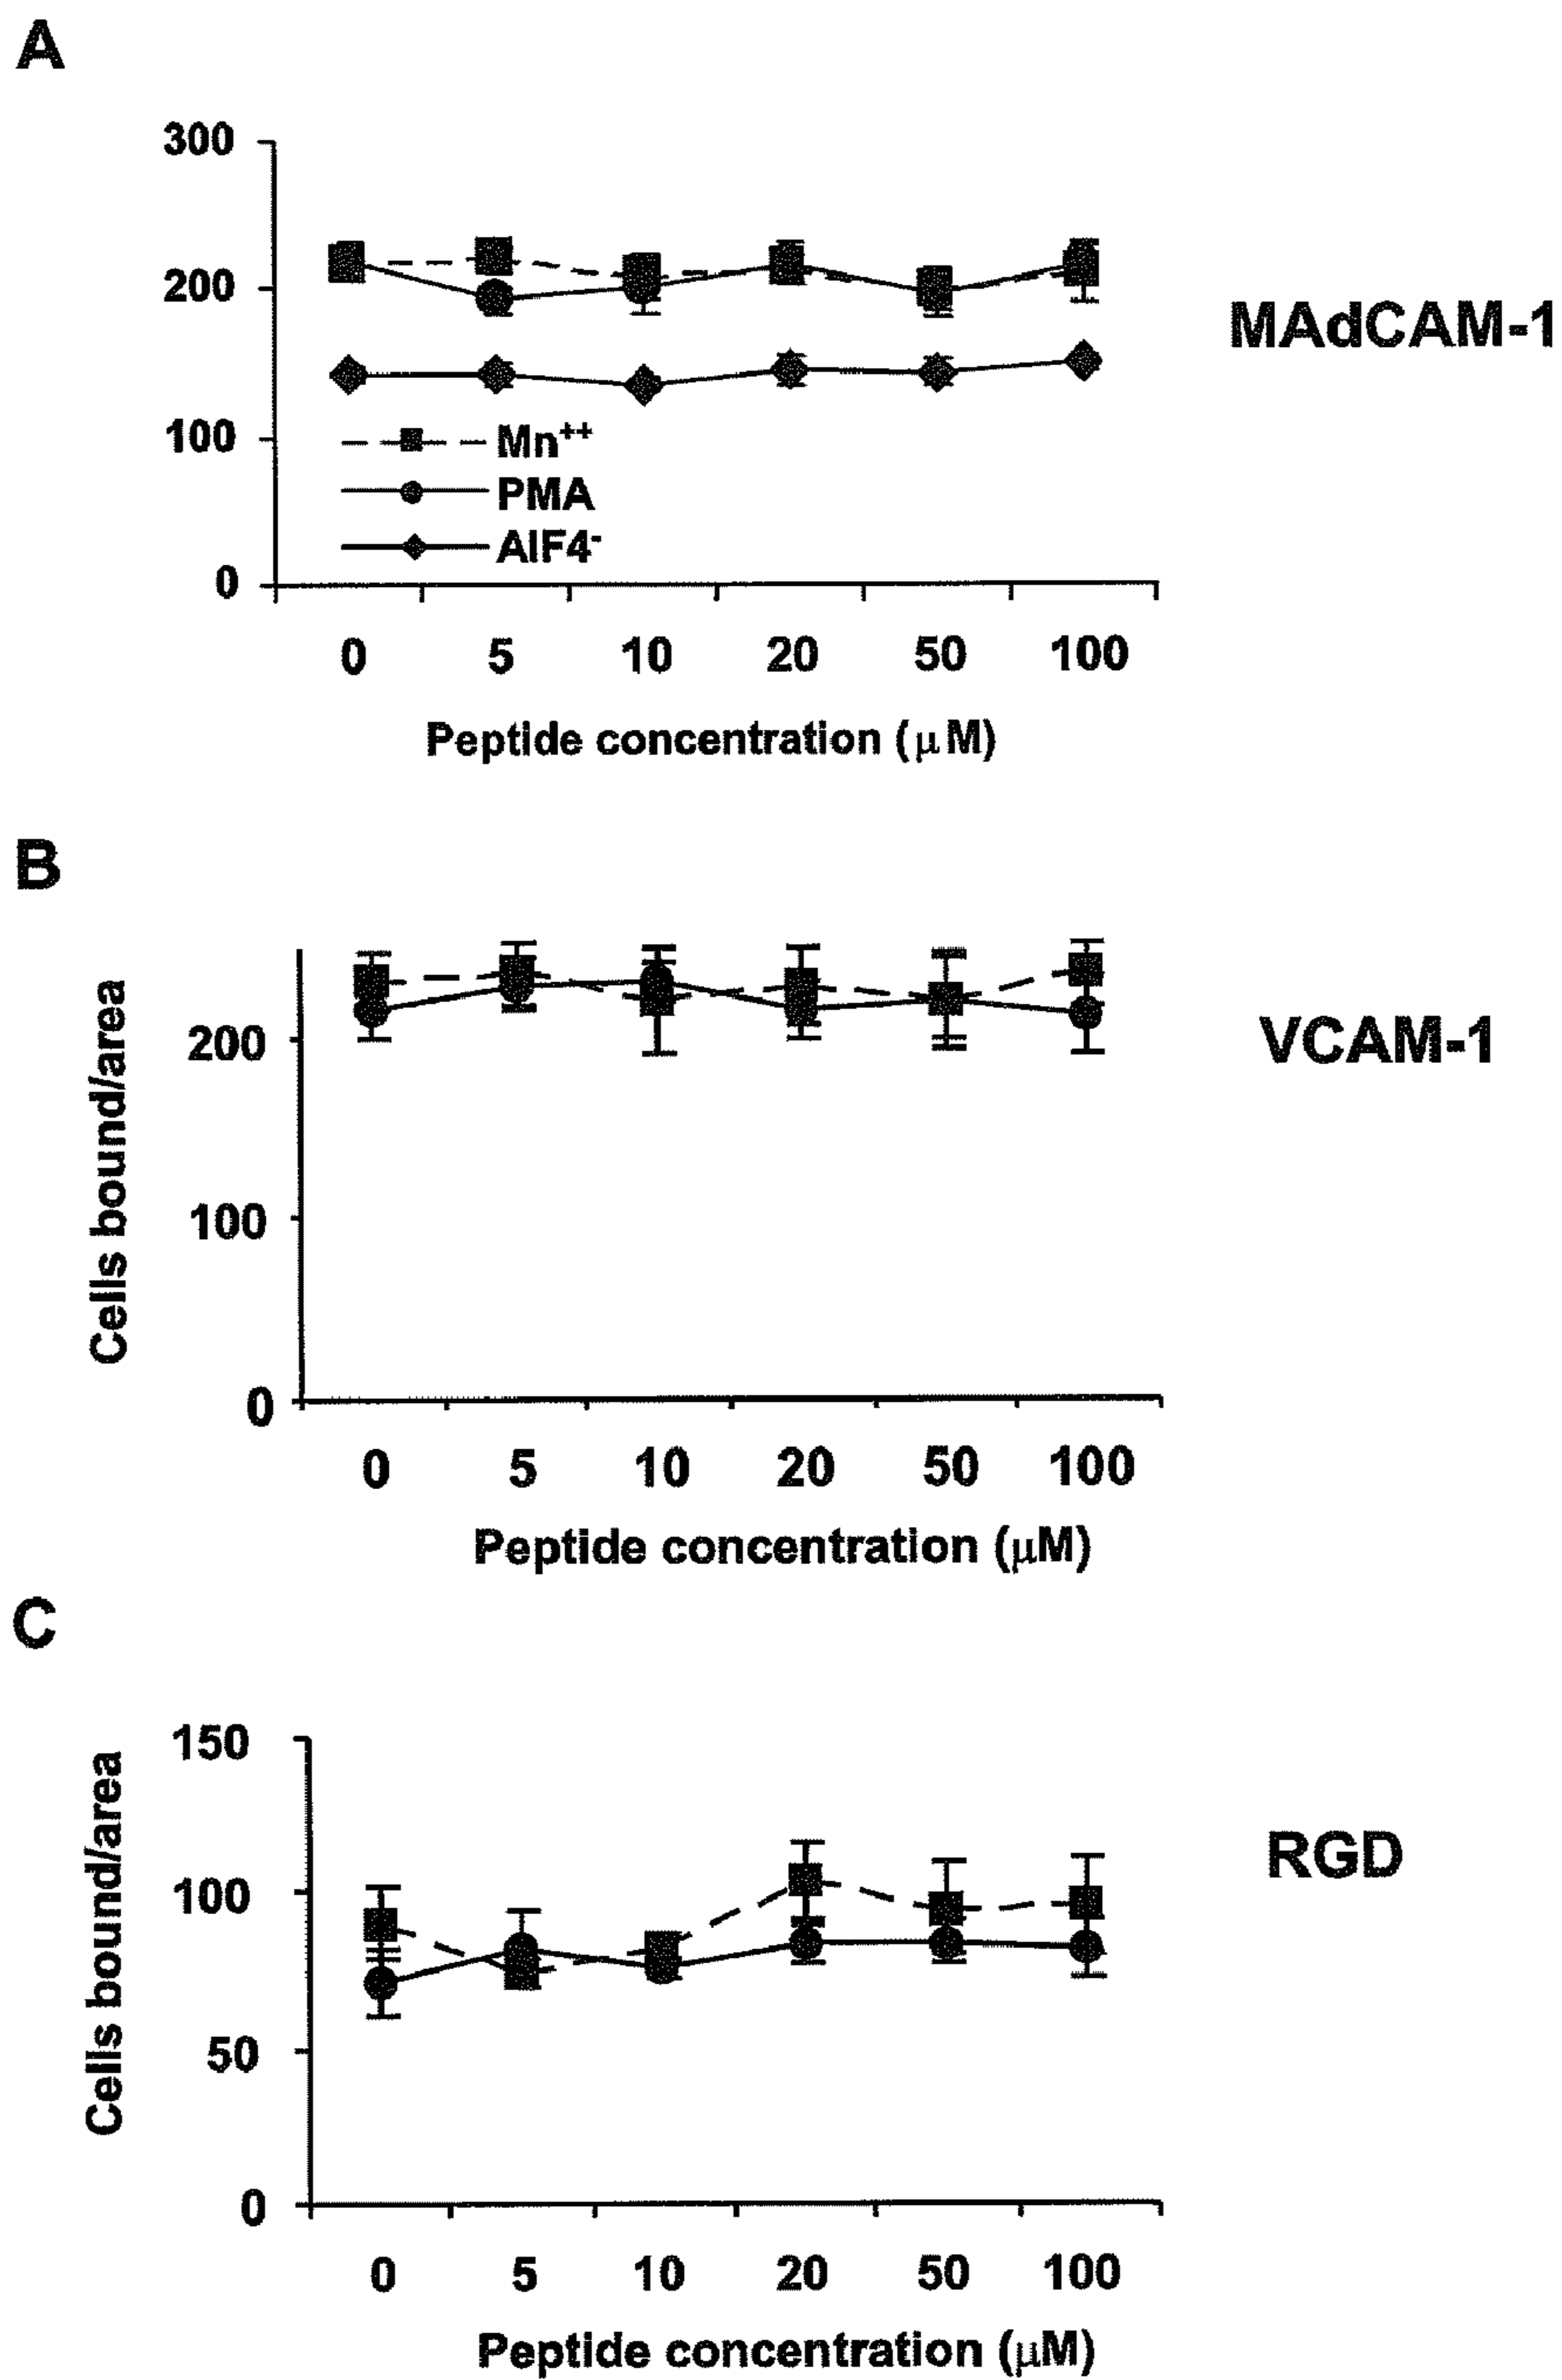 A
300
200
100
0
Mn++
PMA
AlF4-
MAdCAM-1
0 5 10 20 50 100
Peptide concentration (μM)
B
Cells bound/area
200
100
0
VCAM-1
0 5 10 20 50 100
Peptide concentration (μM)
C
Cells bound/area
150
100
50
0
RGD
0 5 10 20 50 100
Peptide concentration (μM)